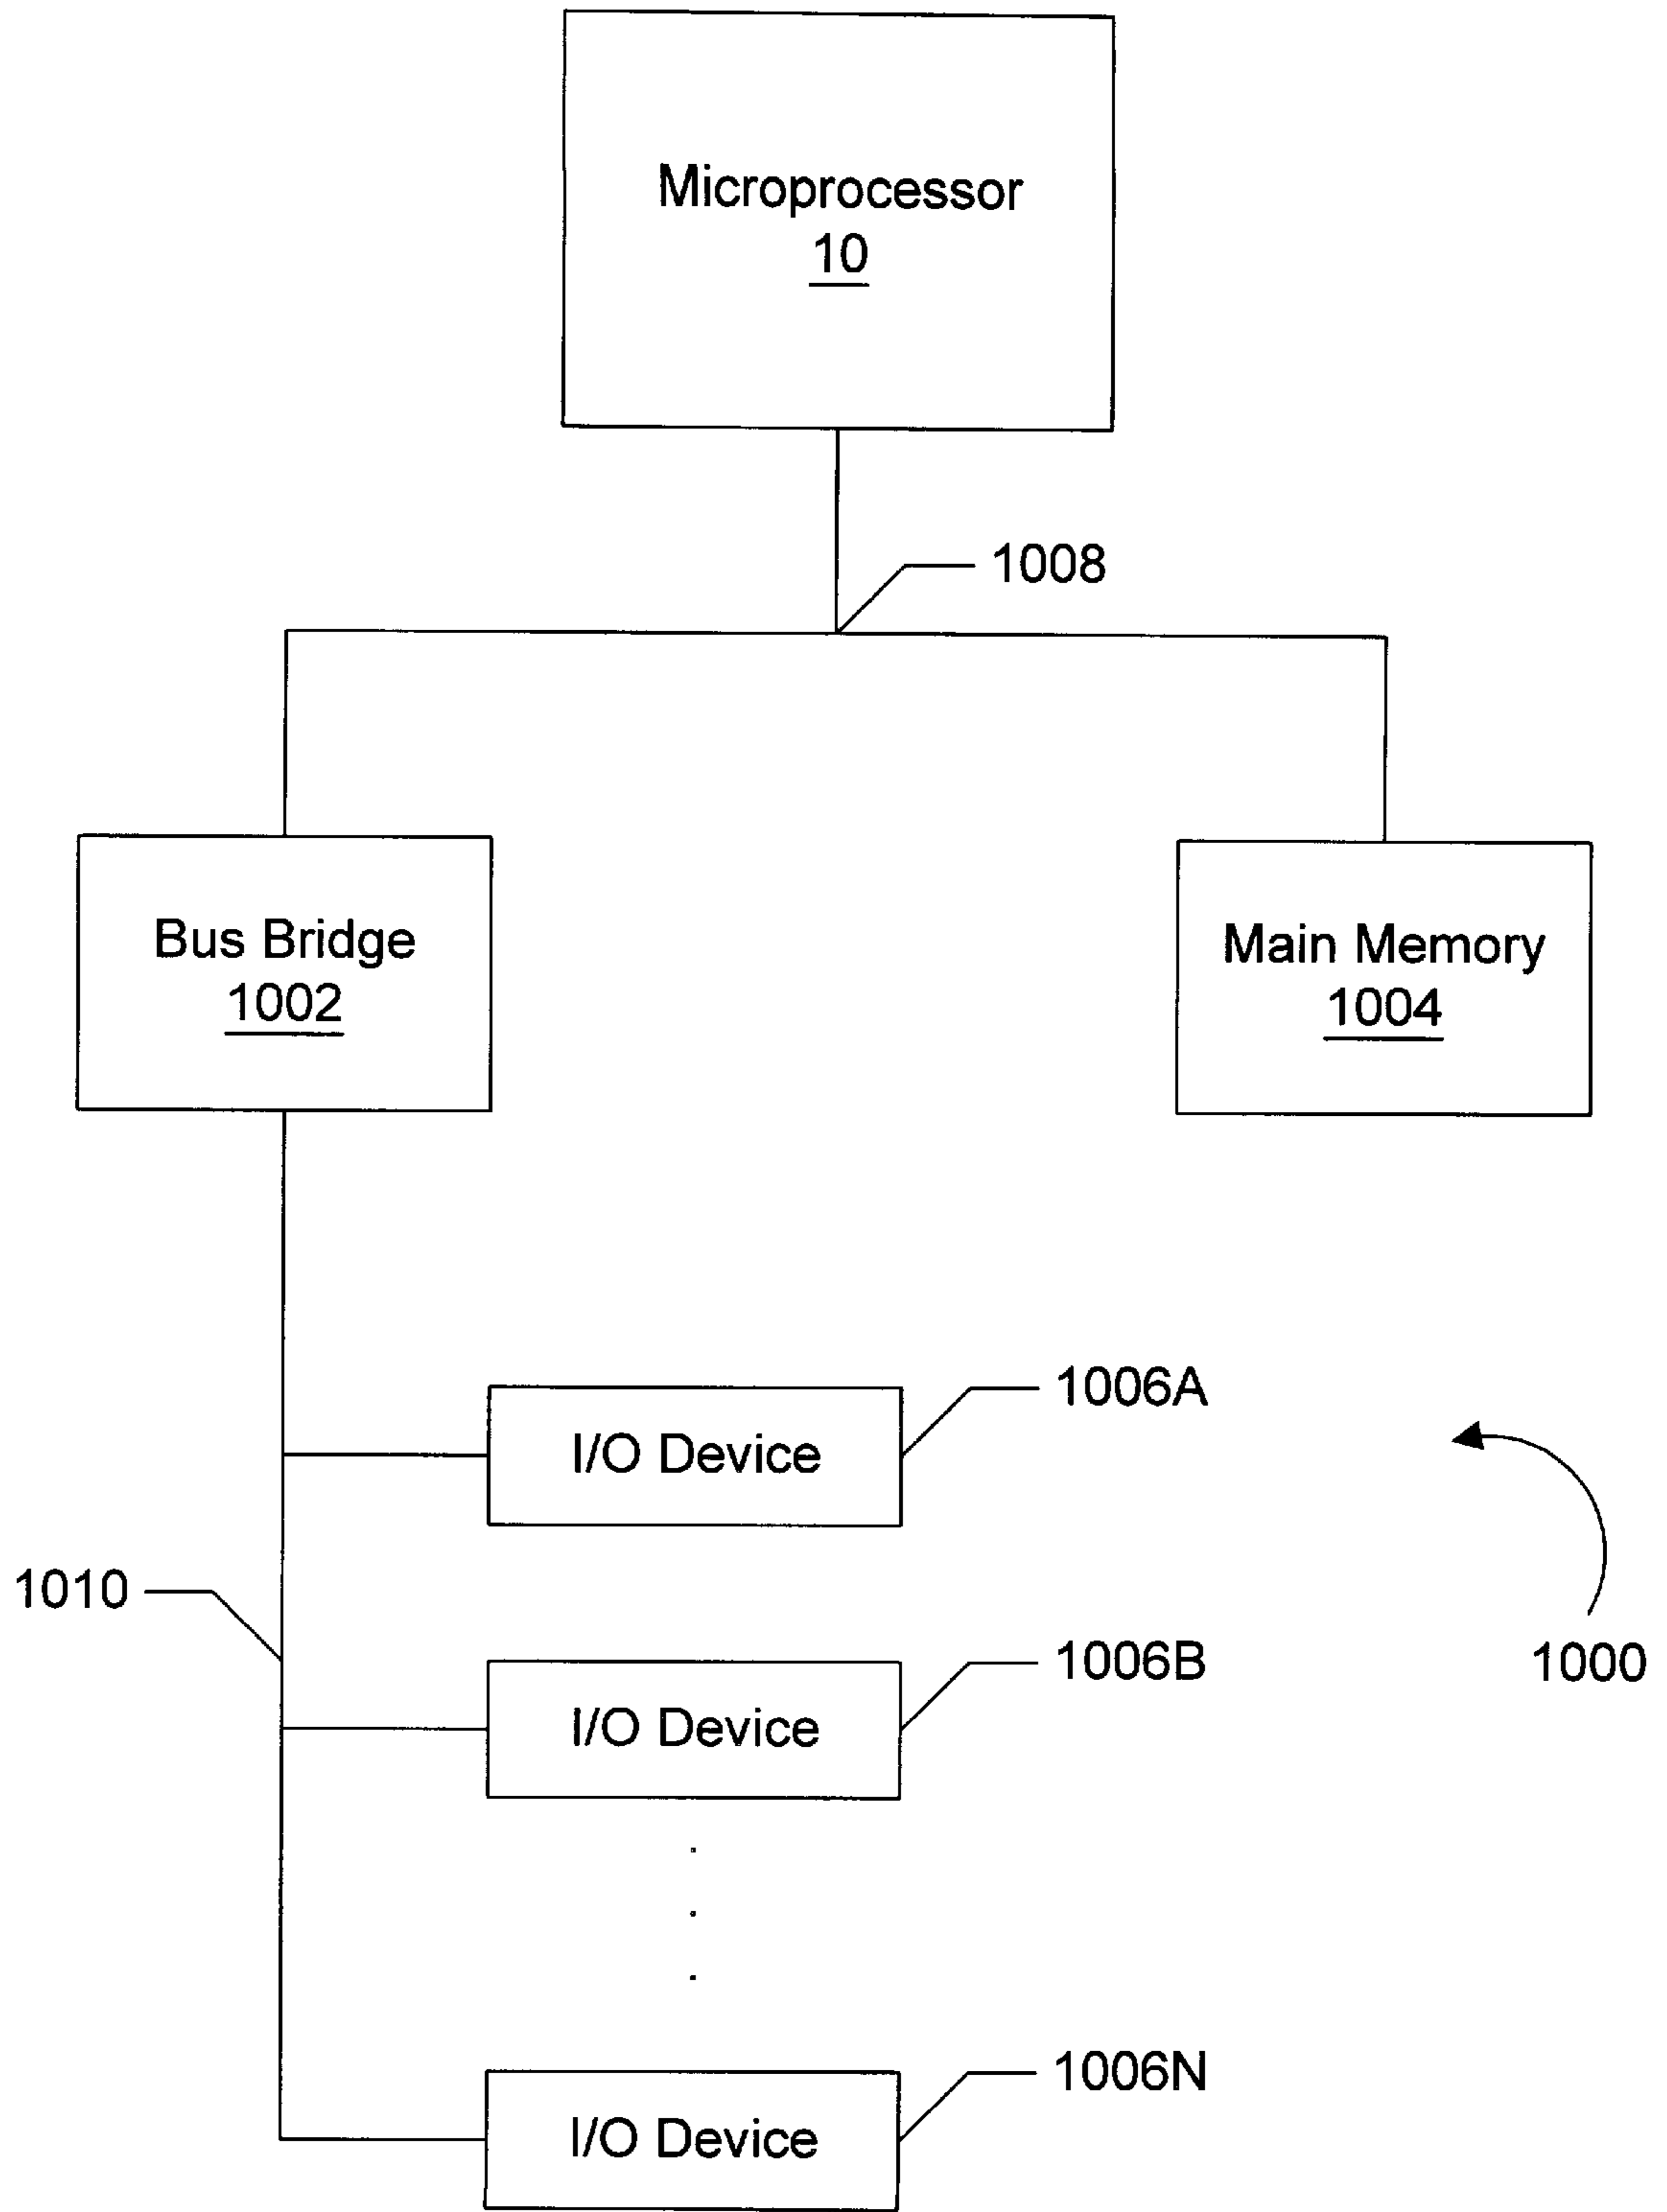 Microprocessor
10
1008
Bus Bridge
1002
Main Memory
1004
1006A
I/O Device
1010
1006B
I/O Device
1000
1006N
I/O Device